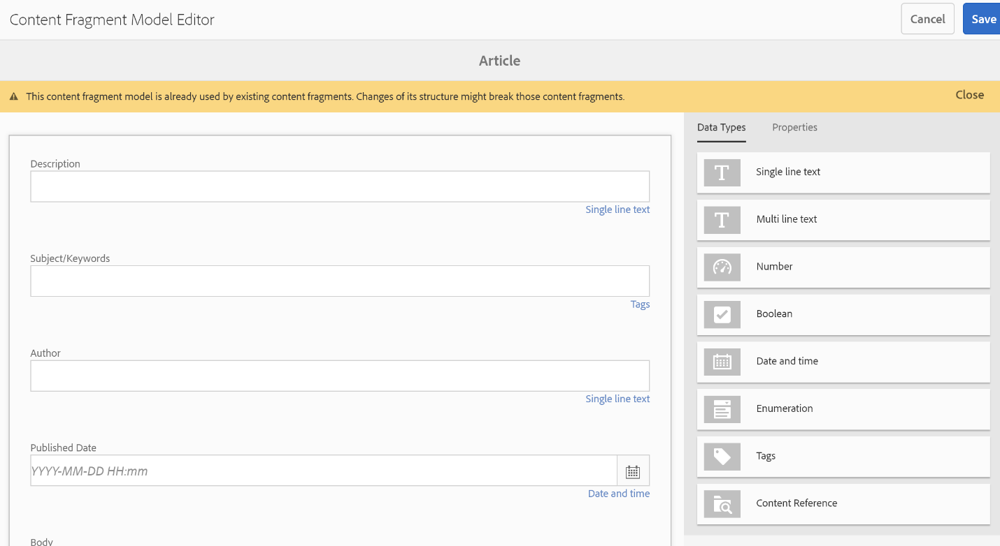 Content Fragment Model Editor
Cancel
Save
Article
This content fragment model is already used by existing content fragments. Changes of its structure might break those content fragments.
Close
Data Types
Properties
Description
Single line text
Subject/Keywords
Tags
Author
Single line text
Published Date
YYYY-MM-DD HH:mm
Date and time
Body
Single line text
Multi line text
Number
Boolean
Date and time
Enumeration
Tags
Content Reference